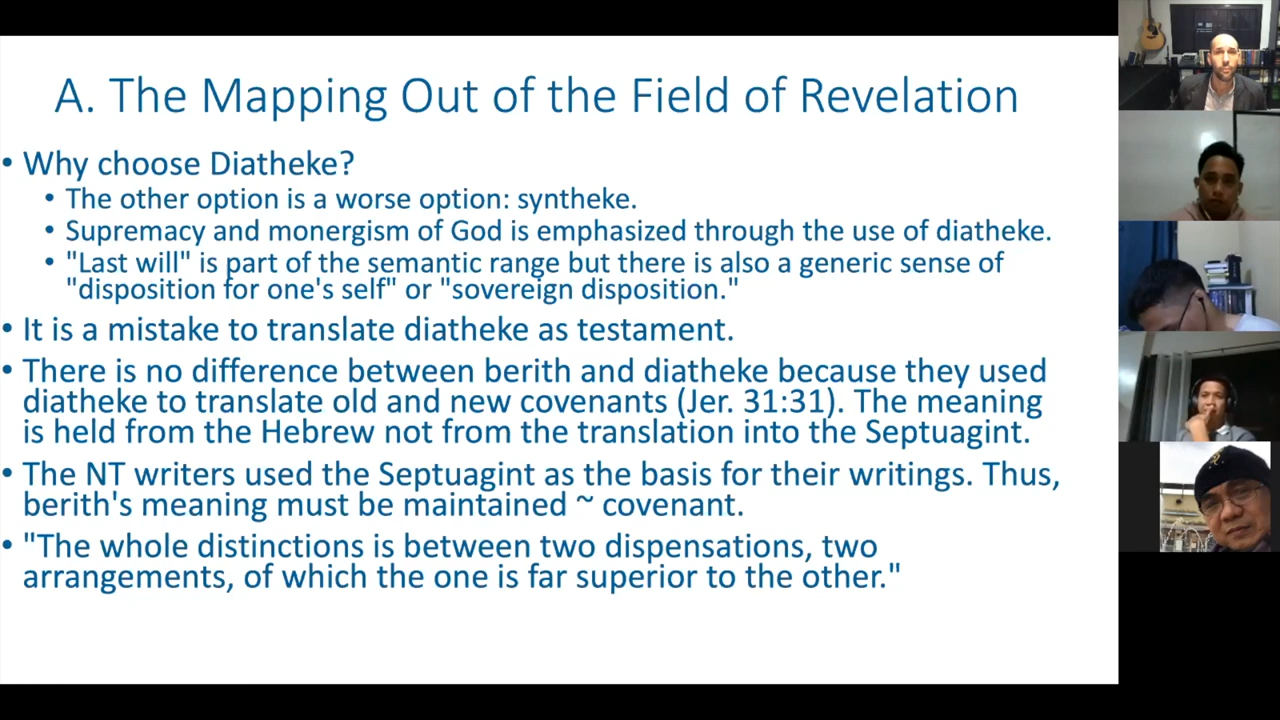 A. The Mapping Out of the Field of Revelation
• Why choose Diatheke?
• The other option is a worse option: syntheke.
• Supremacy and monergism of God is emphasized through the use of diatheke.
• "Last will" is part of the semantic range but there is also a generic sense of
"disposition for one's self" or "sovereign disposition."
• It is a mistake to translate diatheke as testament.
• There is no difference between berith and diatheke because they used
diatheke to translate old and new covenants (Jer. 31:31). The meaning
is held from the Hebrew not from the translation into the Septuagint.
• The NT writers used the Septuagint as the basis for their writings. Thus,
berith's meaning must be maintained ~ covenant.
• "The whole distinctions is between two dispensations, two
arrangements, of which the one is far superior to the other."